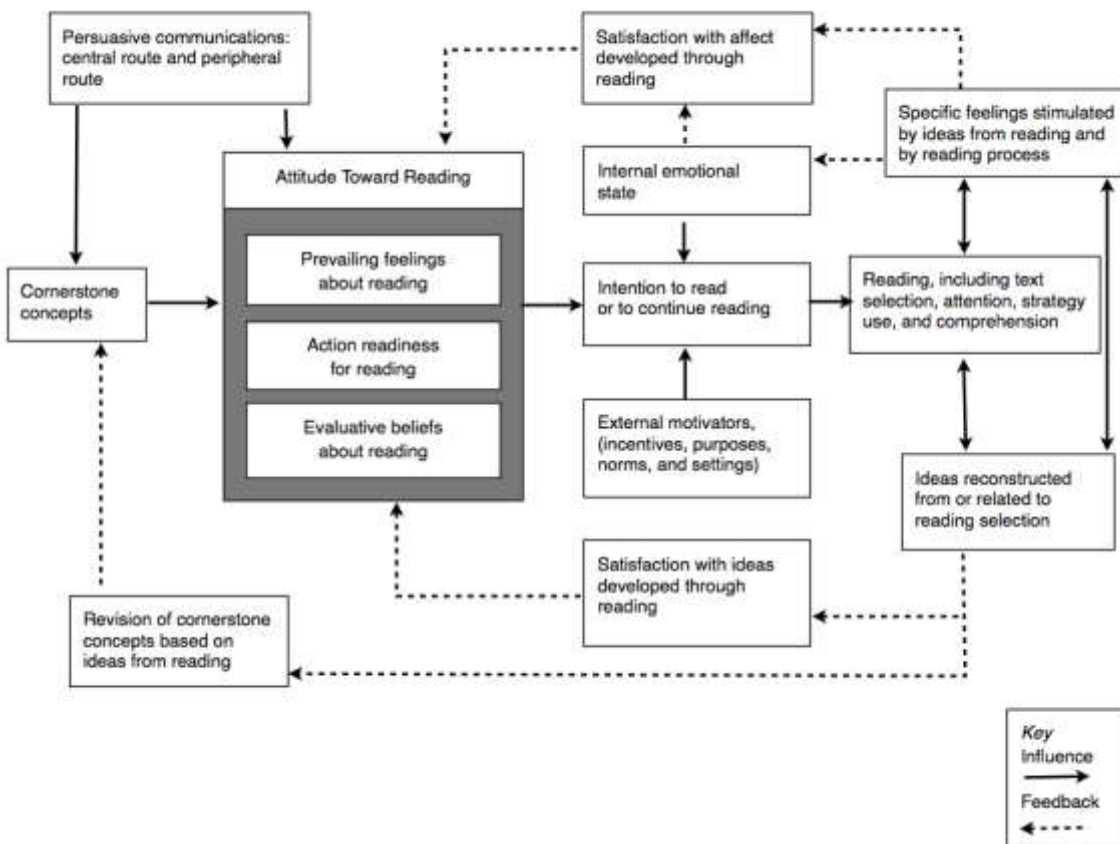 Persuasive communications:
central route and peripheral
route
Satisfaction with affect
developed through
reading
Specific feelings stimulated
by ideas from reading and
by reading process
Attitude Toward Reading
Internal emotional
state
Prevailing feelings
about reading
Cornerstone
concepts
Intention to read
or to continue reading
Reading, including text
selection, attention, strategy
use, and comprehension
Action readiness
for reading
Evaluative beliefs
about reading
External motivators,
(incentives, purposes,
norms, and settings)
Ideas reconstructed
from or related to
reading selection
Satisfaction with ideas
developed through
reading
Revision of cornerstone
concepts based on
ideas from reading
Key
Influence
Feedback